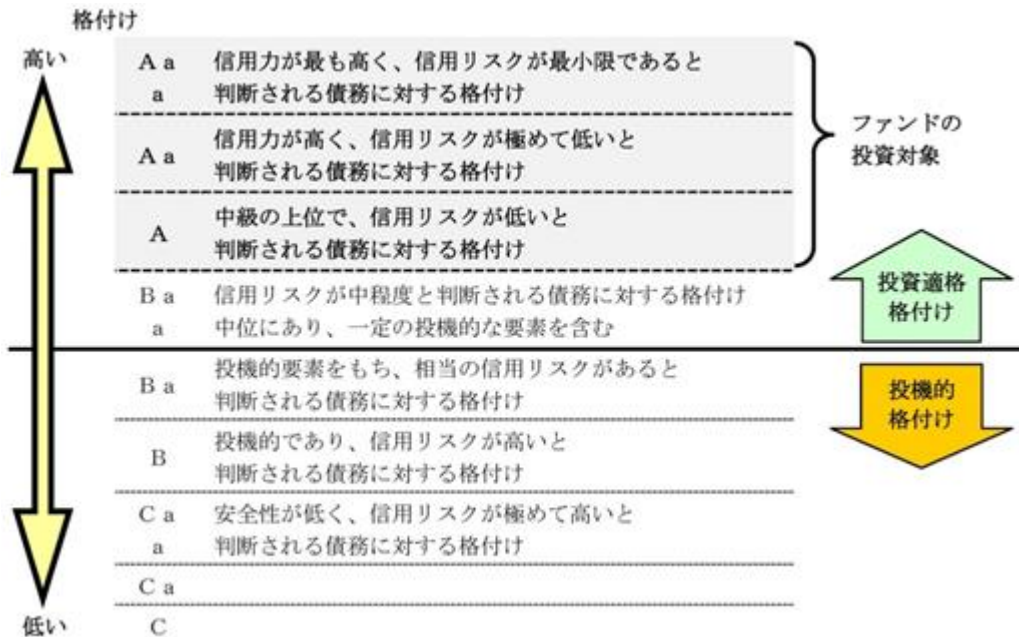 格付け
高い
Aa
a
信用力が最も高く、信用リスクが最小限であると
判断される債務に対する格付け
Aa
信用力が高く、信用リスクが極めて低いと
判断される債務に対する格付け
A
中級の上位で、信用リスクが低いと
判断される債務に対する格付け
ファンドの
投資対象
Ba
a
信用リスクが中程度と判断される債務に対する格付け
中位にあり、一定の投機的な要素を含む
投資適格
格付け
Ba
投機的要素をもち、相当の信用リスクがあると
判断される債務に対する格付け
投機的
格付け
B
投機的であり、信用リスクが高いと
判断される債務に対する格付け
Ca
a
安全性が低く、信用リスクが極めて高いと
判断される債務に対する格付け
Ca
低い
C